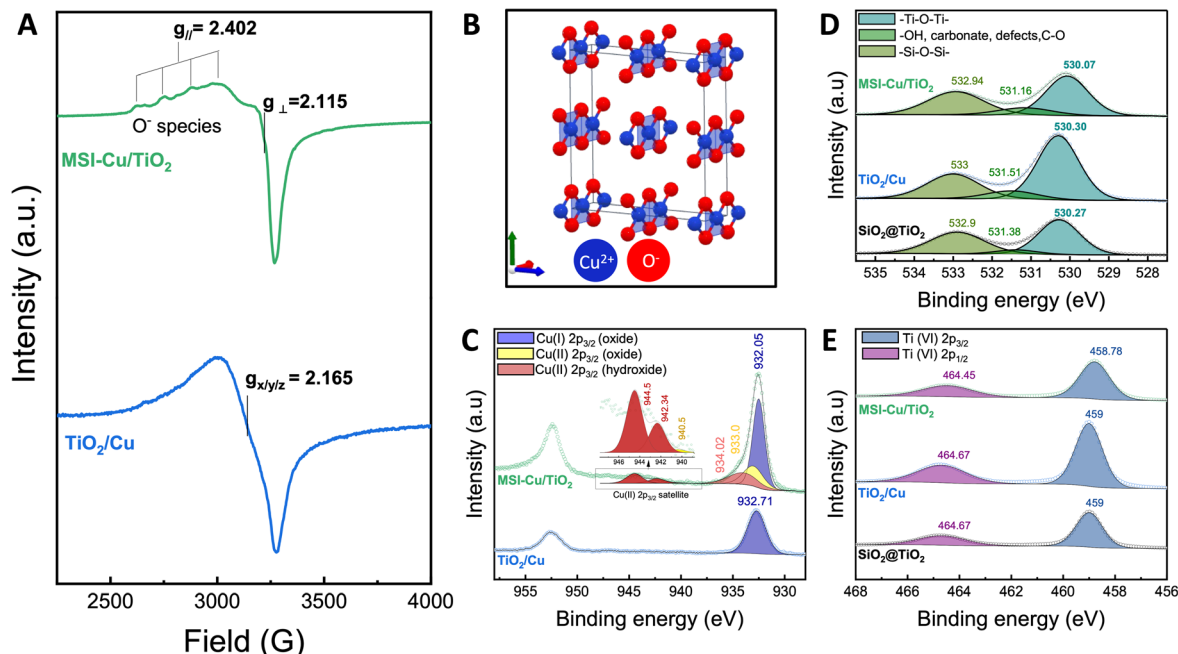 A
g// = 2.402
g⊥=2.115
O⁻ species
MSI-Cu/TiO₂
gx/y/z = 2.165
TiO₂/Cu
Intensity (a.u.)
2500 3000 3500 4000
Field (G)
B
Cu²⁺
O⁻
C
Cu(I) 2p₃/₂ (oxide)
Cu(II) 2p₃/₂ (oxide)
Cu(II) 2p₃/₂ (hydroxide)
932.05
944.5
942.34
940.5
934.02
933.0
946 944 942 940
Cu(II) 2p₃/₂ satellite
MSI-Cu/TiO₂
932.71
TiO₂/Cu
Intensity (a.u)
955 950 945 940 935 930
Binding energy (eV)
D
-Ti-O-Ti-
-OH, carbonate, defects,C-O
-Si-O-Si-
MSI-Cu/TiO₂
532.94
531.16
530.07
TiO₂/Cu
533
531.51
530.30
SiO₂@TiO₂
532.9
531.38
530.27
Intensity (a.u)
535 534 533 532 531 530 529 528
Binding energy (eV)
E
Ti (VI) 2p₃/₂
Ti (VI) 2p₁/₂
464.45
458.78
MSI-Cu/TiO₂
464.67
459
TiO₂/Cu
464.67
459
SiO₂@TiO₂
Intensity (a.u)
468 466 464 462 460 458 456
Binding energy (eV)